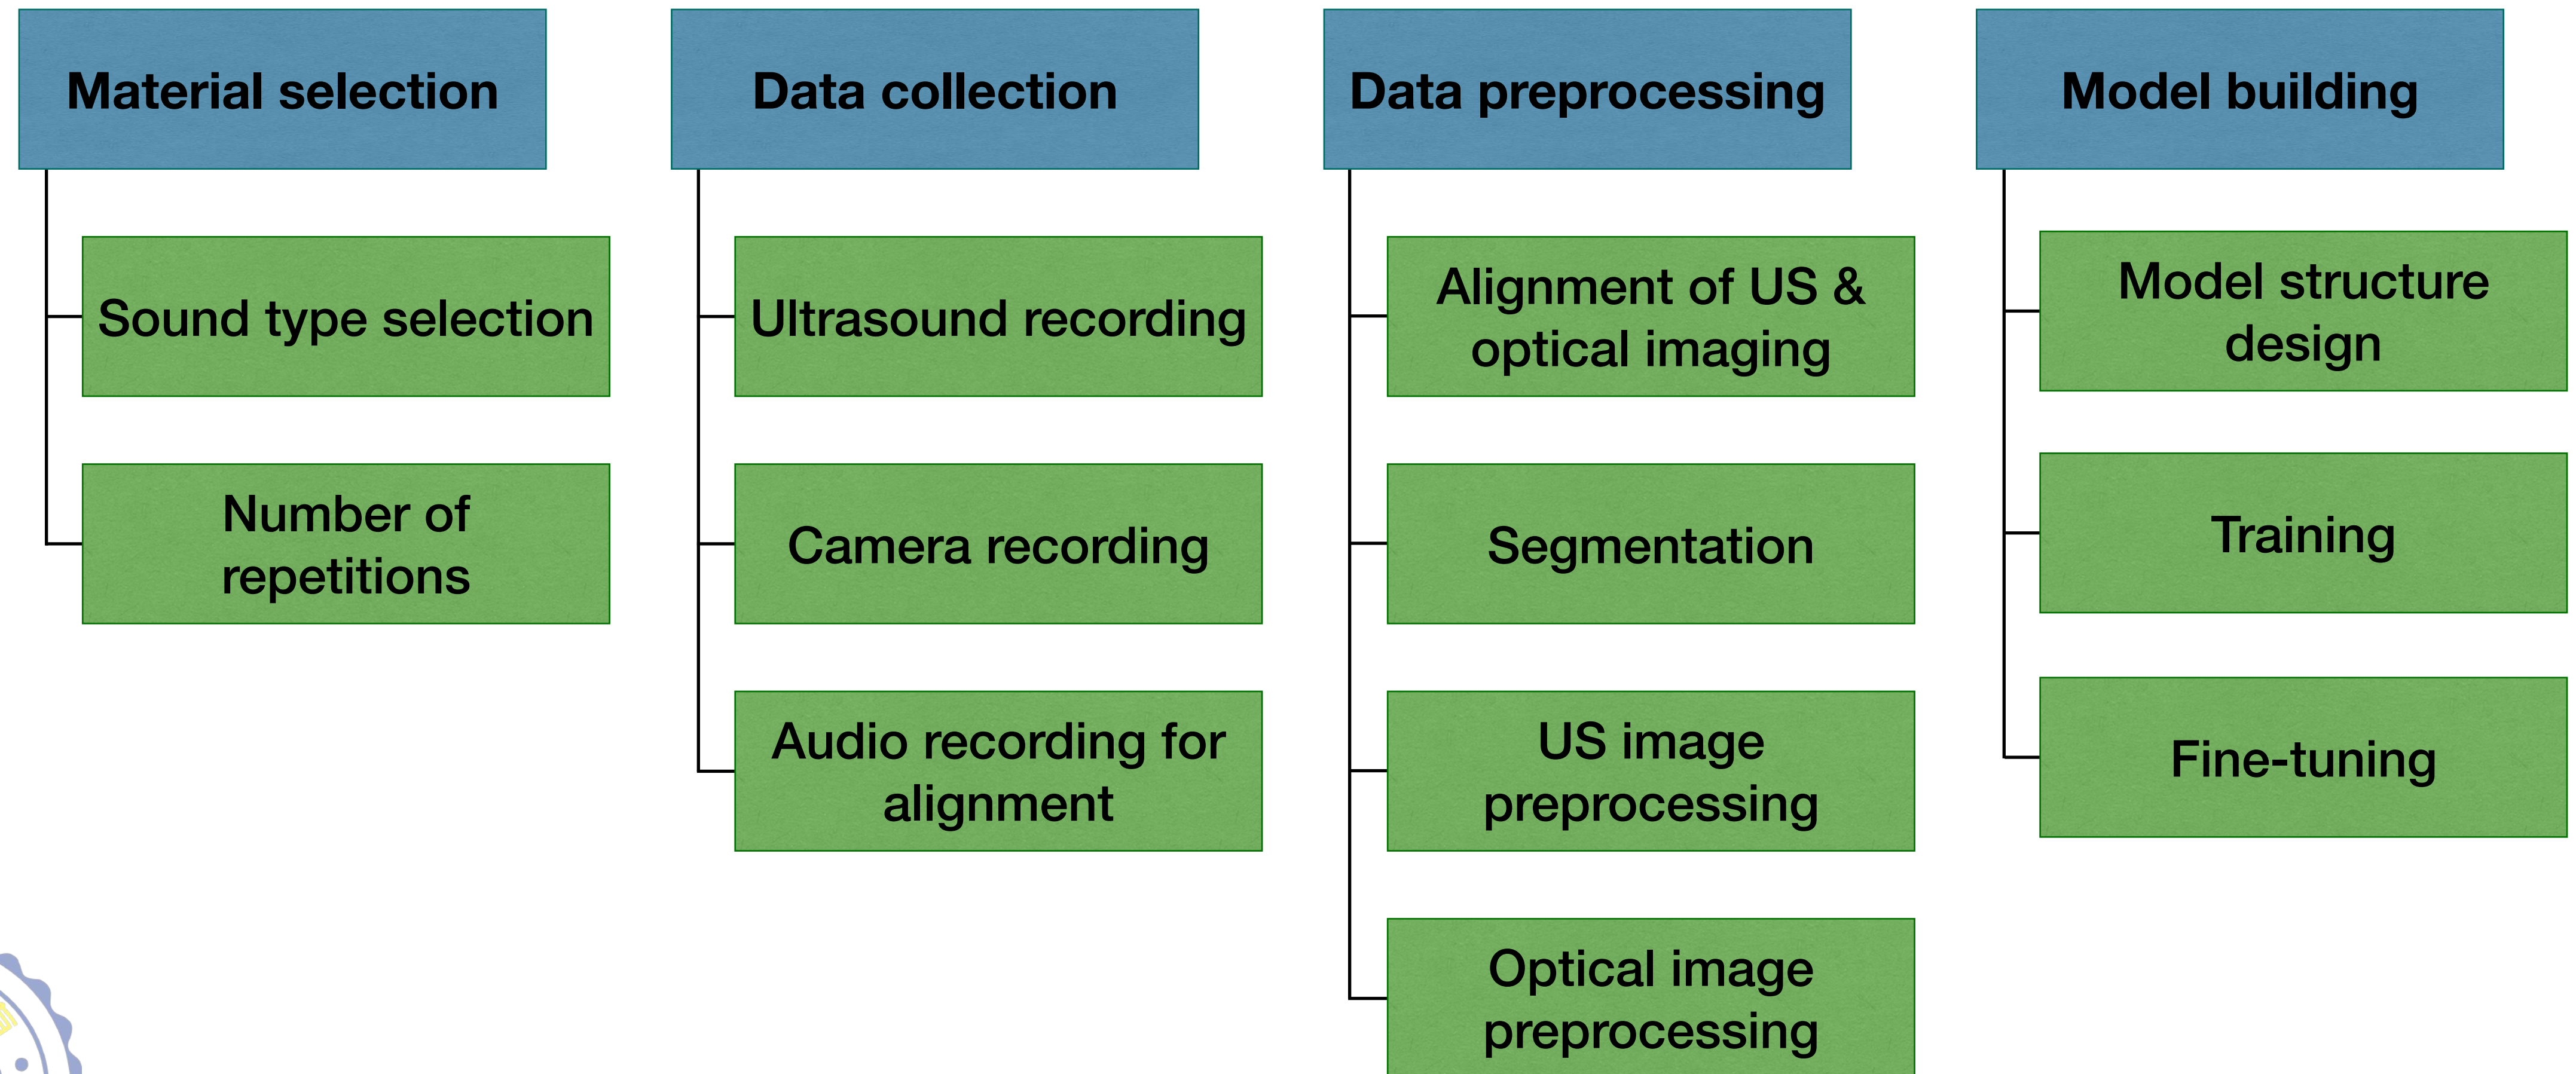 Material selection
Sound type selection
Number of
repetitions
Data collection
Ultrasound recording
Camera recording
Audio recording for
alignment
Data preprocessing
Alignment of US &
optical imaging
Segmentation
US image
preprocessing
Optical image
preprocessing
Model building
Model structure
design
Training
Fine-tuning